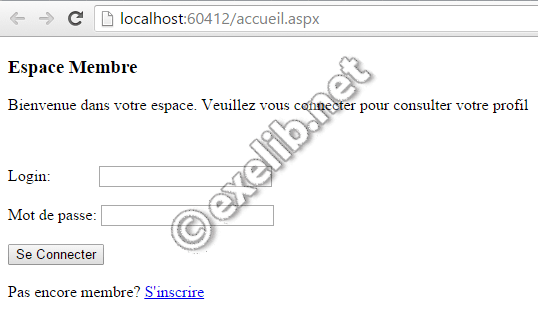 localhost:60412/accueil.aspx
Espace Membre
Bienvenue dans votre espace. Veuillez vous connecter pour consulter votre profil
Login:
Mot de passe:
Se Connecter
Pas encore membre? S'inscrire
© exelib.net